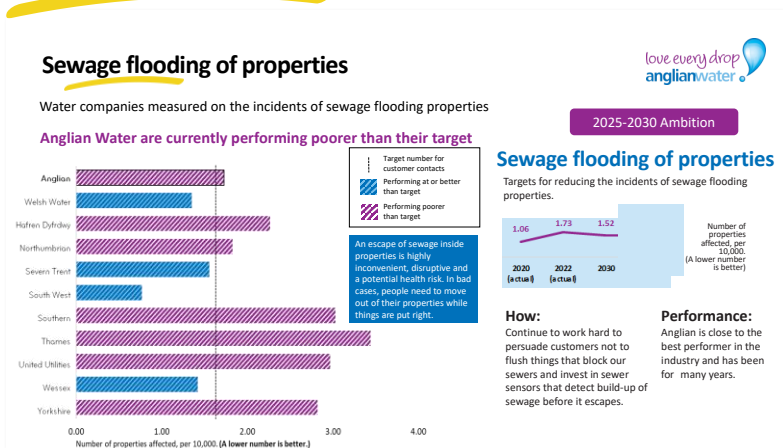 Sewage flooding of properties
love every drop
anglianwater
Water companies measured on the incidents of sewage flooding properties
2025-2030 Ambition
Anglian Water are currently performing poorer than their target
Anglian
Welsh Water
Hafren Dyfrdwy
Northumbrian
Severn Trent
South West
Southern
Thames
United Utilities
Wessex
Yorkshire
0.00 1.00 2.00 3.00 4.00
Number of properties affected, per 10,000. (A lower number is better.)
Target number for
customer contacts
Performing at or better
than target
Performing poorer
than target
An escape of sewage inside
properties is highly
inconvenient, disruptive and
a potential health risk. In bad
cases, people need to move
out of their properties while
things are put right.
Sewage flooding of properties
Targets for reducing the incidents of sewage flooding
properties.
1.06 1.73 1.52
2020 2022 2030
(actual) (actual)
Number of
properties
affected, per
10,000.
(A lower number
is better)
How:
Continue to work hard to
persuade customers not to
flush things that block our
sewers and invest in sewer
sensors that detect build-up of
sewage before it escapes.
Performance:
Anglian is close to the
best performer in the
industry and has been
for many years.